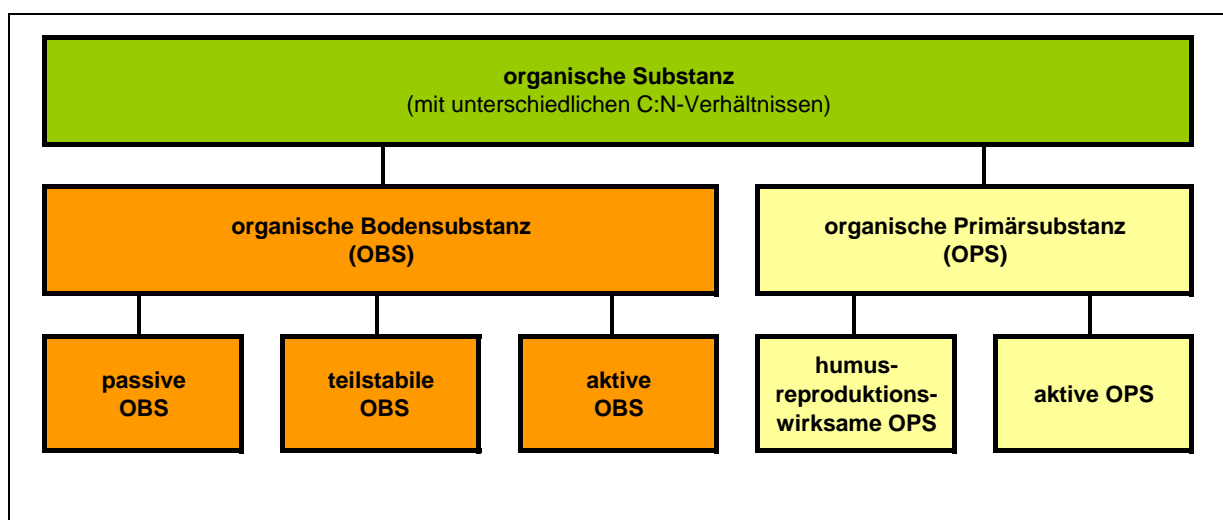 organische Substanz
(mit unterschiedlichen C:N-Verhältnissen)
organische Bodensubstanz
(OBS)
organische Primärsubstanz
(OPS)
passive
OBS
teilstabile
OBS
aktive
OBS
humus-
reproduktions-
wirksame OPS
aktive OPS